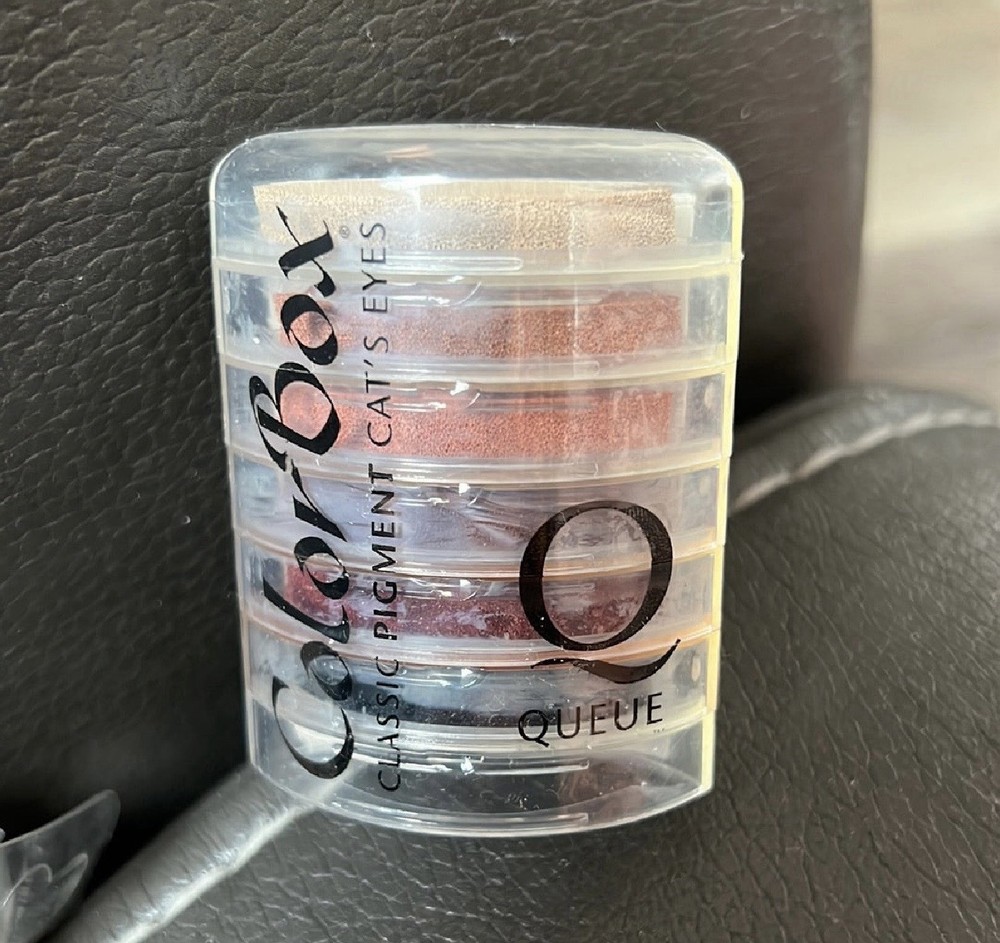 ColorBox®
CLASSIC PIGMENT CAT'S EYES
Q
QUEUE